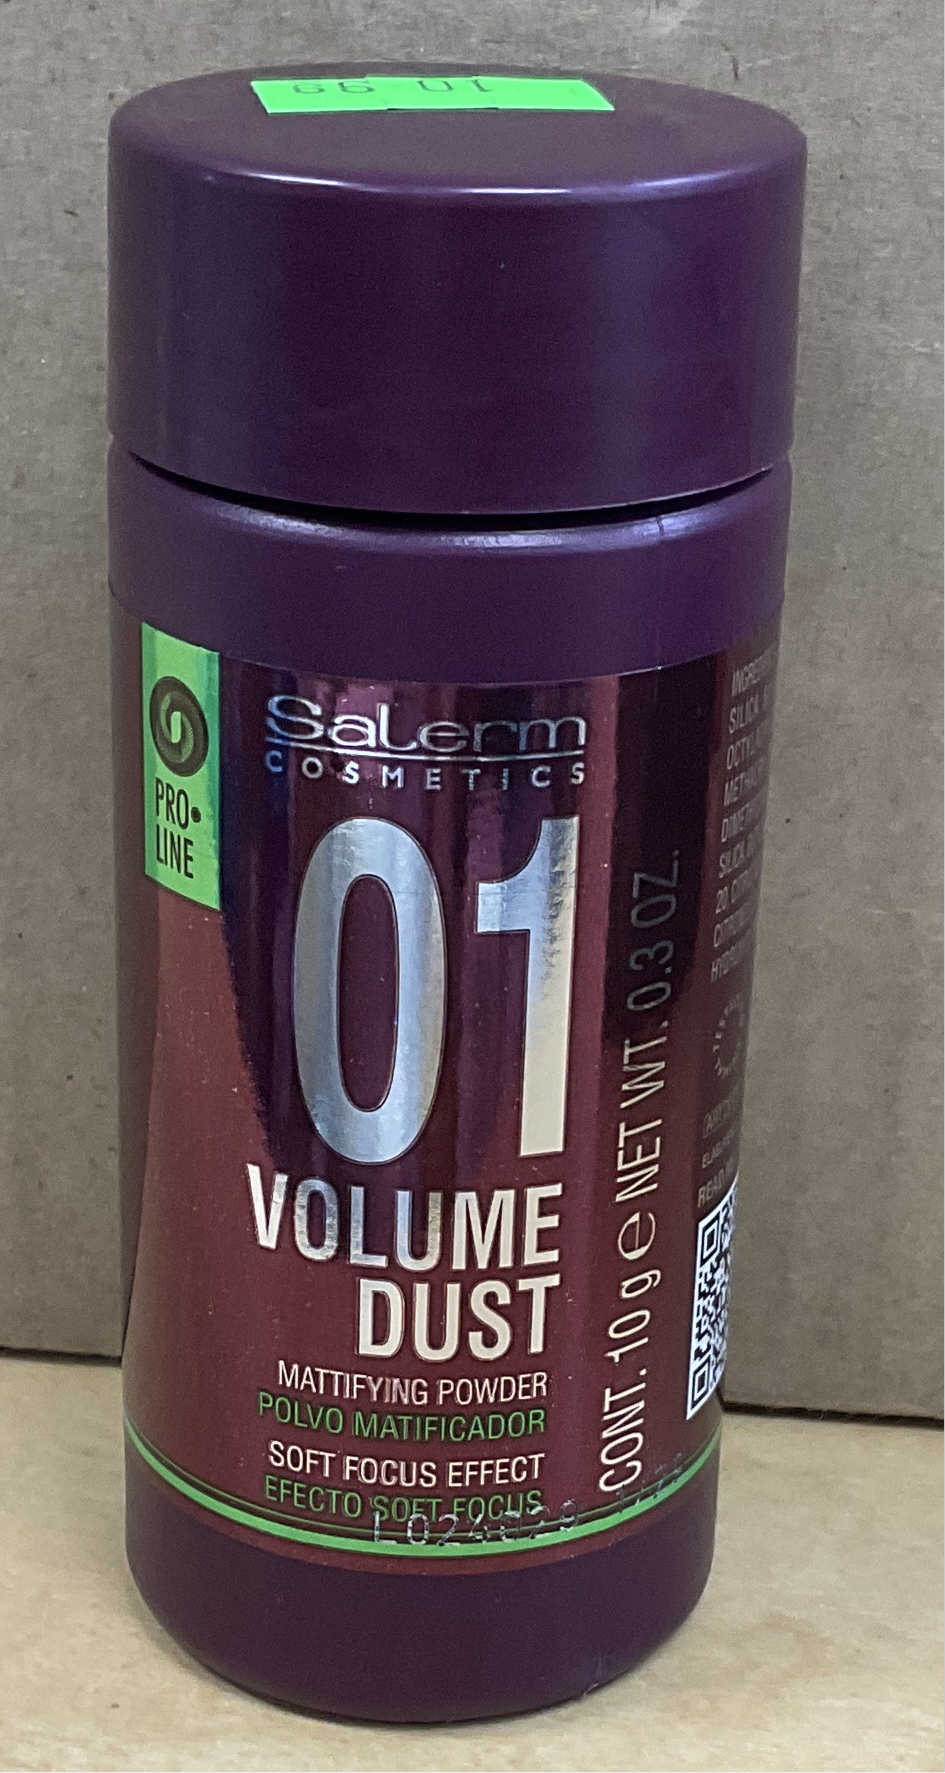 10 99
Salerm
COSMETICS
PRO•
LINE
01
VOLUME
DUST
MATTIFYING POWDER
POLVO MATIFICADOR
SOFT FOCUS EFFECT
EFECTO SOFT FOCUS
CONT. 10 g ℮ NET WT. 0.3 OZ.
SILICA